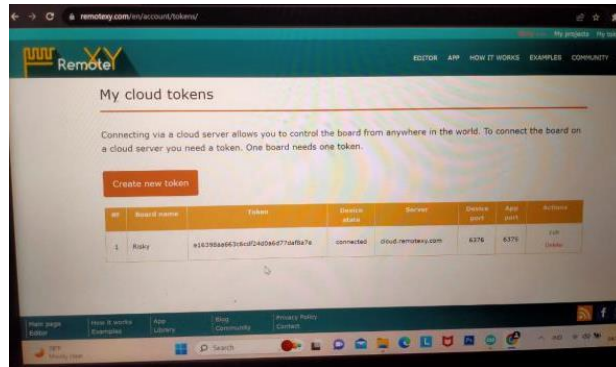 remotexy.com/en/account/tokens/
My projects
RemoteXY
EDITOR APP HOW IT WORKS EXAMPLES COMMUNITY
My cloud tokens
Connecting via a cloud server allows you to control the board from anywhere in the world. To connect the board on
a cloud server you need a token. One board needs one token.
Create new token
№ Board name Token Device state Server Device port App port Actions
1 Risky connected cloud.remotexy.com 6376 6375 Edit
Delete
Main page How it works App Blog Privacy Policy
Editor Examples Library Community Contact
Search